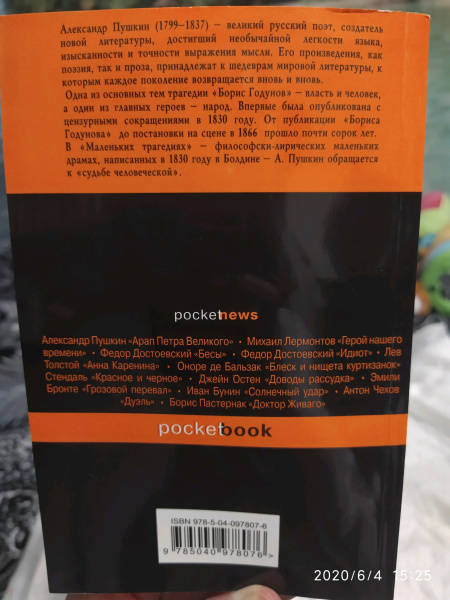 Александр Пушкин (1799–1837) – великий русский поэт, создатель
новой литературы, достигший необычайной легкости языка,
изысканности и точности выражения мысли. Его произведения, как
поэзия, так и проза, принадлежат к шедеврам мировой литературы, к
которым каждое поколение возвращается вновь и вновь.
Одна из основных тем трагедии «Борис Годунов» – власть и человек,
а один из главных героев – народ. Впервые была опубликована с
цензурными сокращениями в 1830 году. От публикации «Бориса
Годунова» до постановки на сцене в 1866 прошло почти сорок лет.
В «Маленьких трагедиях» – философски-лирических маленьких
драмах, написанных в 1830 году в Болдине – А. Пушкин обращается
к «судьбе человеческой».
pocketnews
Александр Пушкин «Арап Петра Великого» • Михаил Лермонтов «Герой нашего
времени» • Федор Достоевский «Бесы» • Федор Достоевский «Идиот» • Лев
Толстой «Анна Каренина» • Оноре де Бальзак «Блеск и нищета куртизанок»
Стендаль «Красное и черное» • Джейн Остен «Доводы рассудка» • Эмили
Бронте «Грозовой перевал» • Иван Бунин «Солнечный удар» • Антон Чехов
«Дуэль» • Борис Пастернак «Доктор Живаго»
pocketbook
ISBN 978-5-04-097807-6
9 785040 978076 >
2020/6/4 15:25